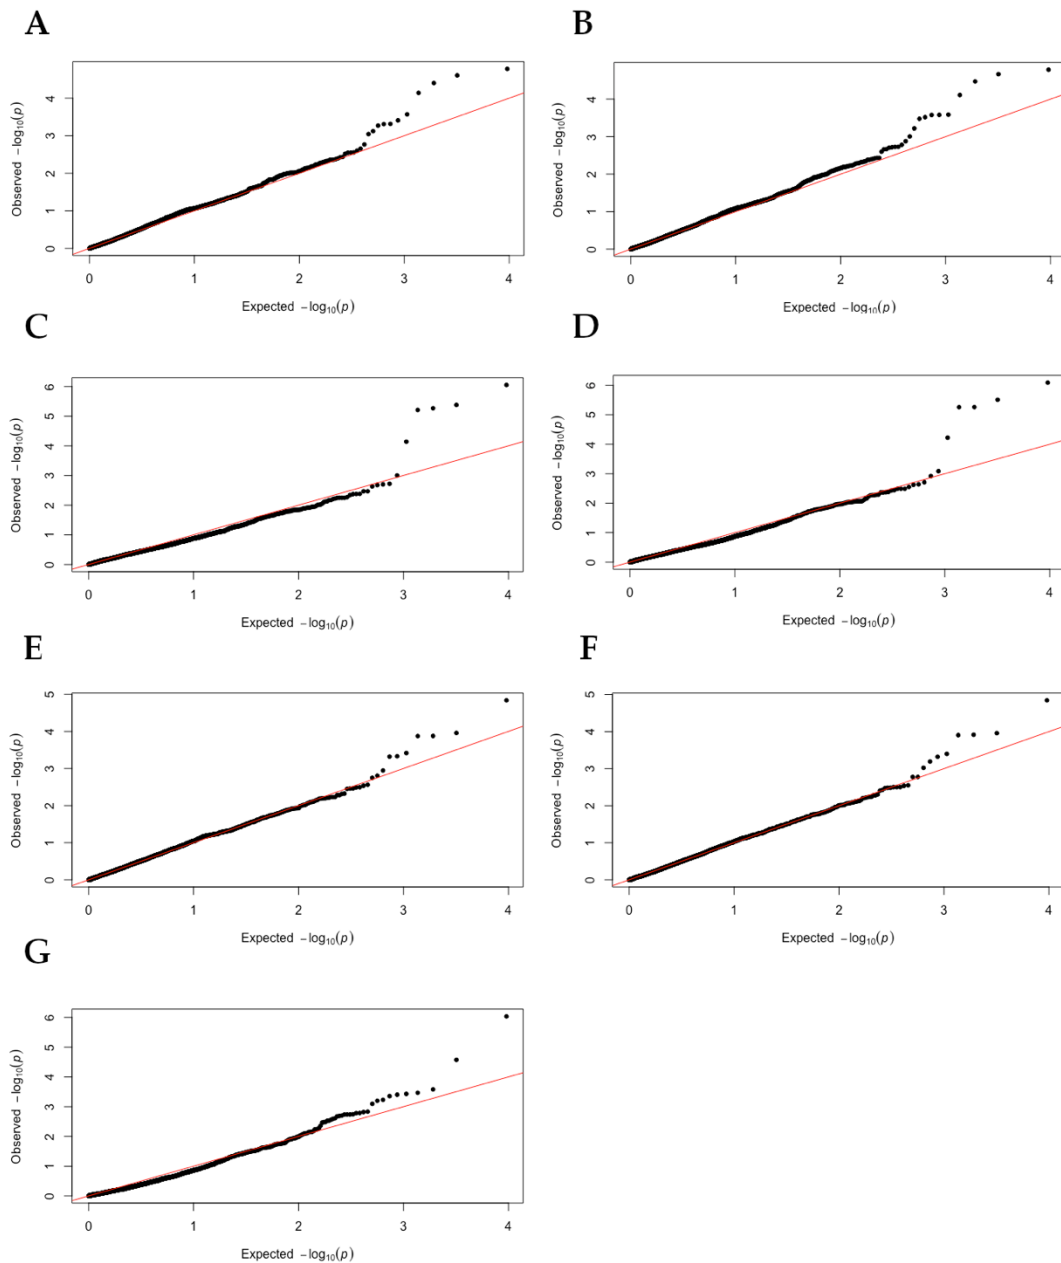 A
Observed −log₁₀(p)
0 1 2 3 4
0 1 2 3 4
Expected −log₁₀(p)
B
Observed −log₁₀(p)
0 1 2 3 4
0 1 2 3 4
Expected −log₁₀(p)
C
Observed −log₁₀(p)
0 1 2 3 4 5 6
0 1 2 3 4
Expected −log₁₀(p)
D
Observed −log₁₀(p)
0 1 2 3 4 5 6
0 1 2 3 4
Expected −log₁₀(p)
E
Observed −log₁₀(p)
0 1 2 3 4 5
0 1 2 3 4
Expected −log₁₀(p)
F
Observed −log₁₀(p)
0 1 2 3 4 5
0 1 2 3 4
Expected −log₁₀(p)
G
Observed −log₁₀(p)
0 1 2 3 4 5 6
0 1 2 3 4
Expected −log₁₀(p)